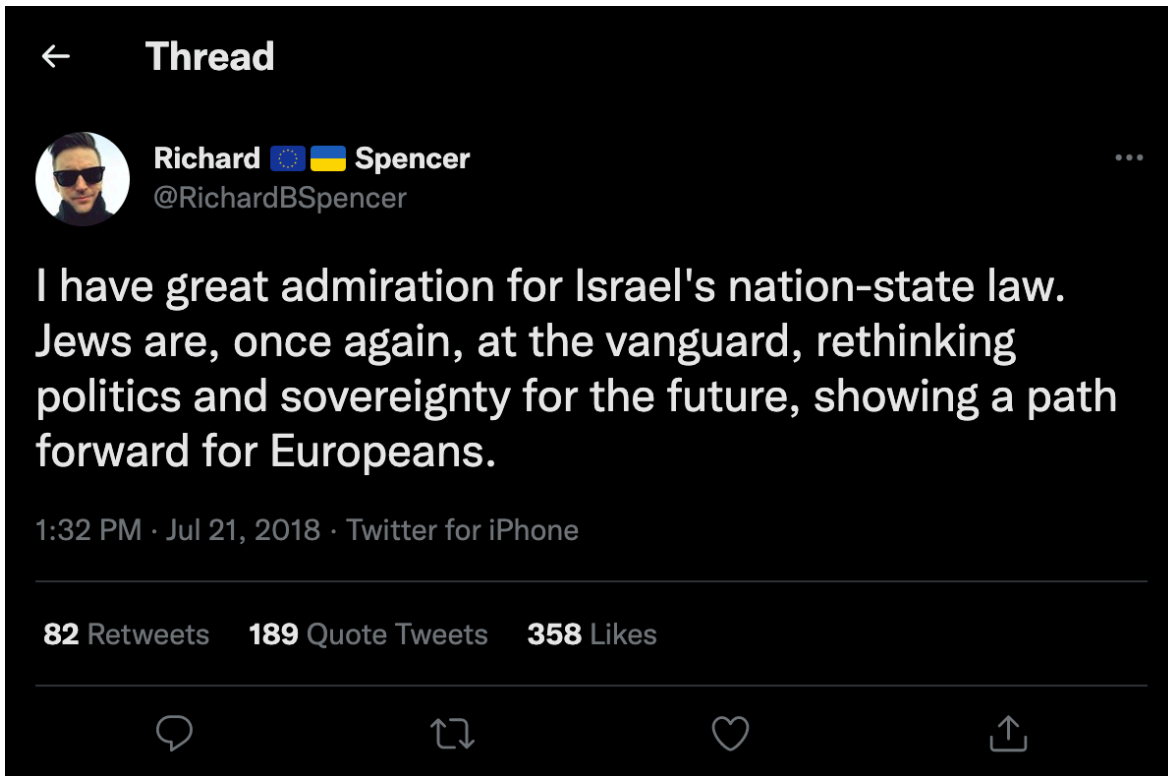 Thread
Richard 🇪🇺🇺🇦 Spencer
@RichardBSpencer
I have great admiration for Israel's nation-state law.
Jews are, once again, at the vanguard, rethinking
politics and sovereignty for the future, showing a path
forward for Europeans.
1:32 PM · Jul 21, 2018 · Twitter for iPhone
82 Retweets 189 Quote Tweets 358 Likes